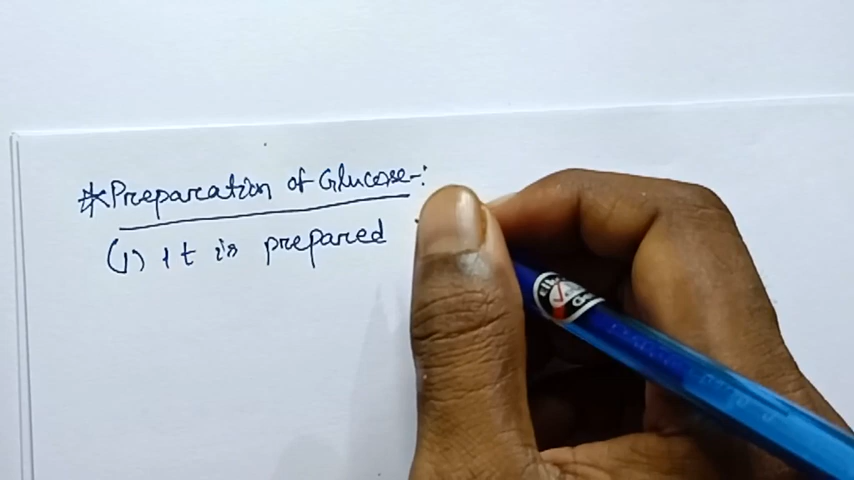 *Preparation of Glucose-:
(1) It is prepared